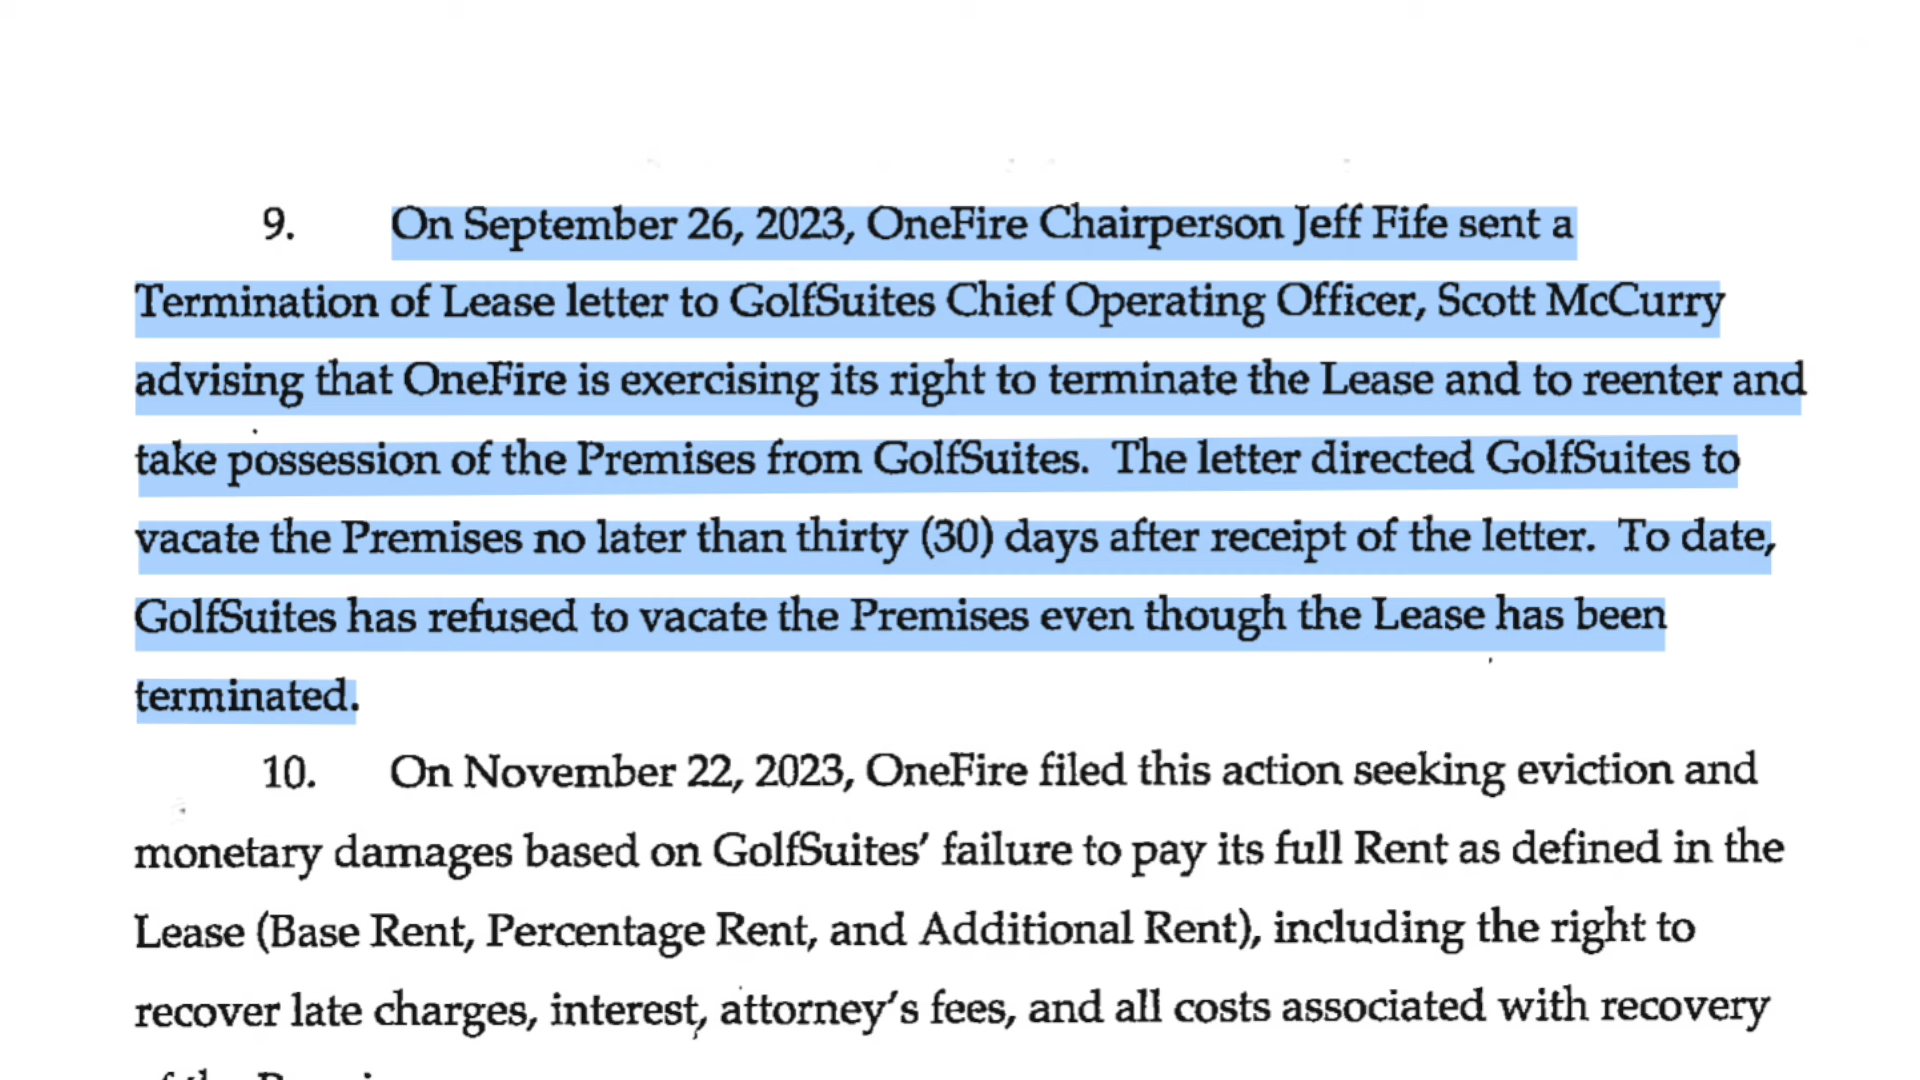 9. On September 26, 2023, OneFire Chairperson Jeff Fife sent a
Termination of Lease letter to GolfSuites Chief Operating Officer, Scott McCurry
advising that OneFire is exercising its right to terminate the Lease and to reenter and
take possession of the Premises from GolfSuites. The letter directed GolfSuites to
vacate the Premises no later than thirty (30) days after receipt of the letter. To date,
GolfSuites has refused to vacate the Premises even though the Lease has been
terminated.
10. On November 22, 2023, OneFire filed this action seeking eviction and
monetary damages based on GolfSuites’ failure to pay its full Rent as defined in the
Lease (Base Rent, Percentage Rent, and Additional Rent), including the right to
recover late charges, interest, attorney’s fees, and all costs associated with recovery